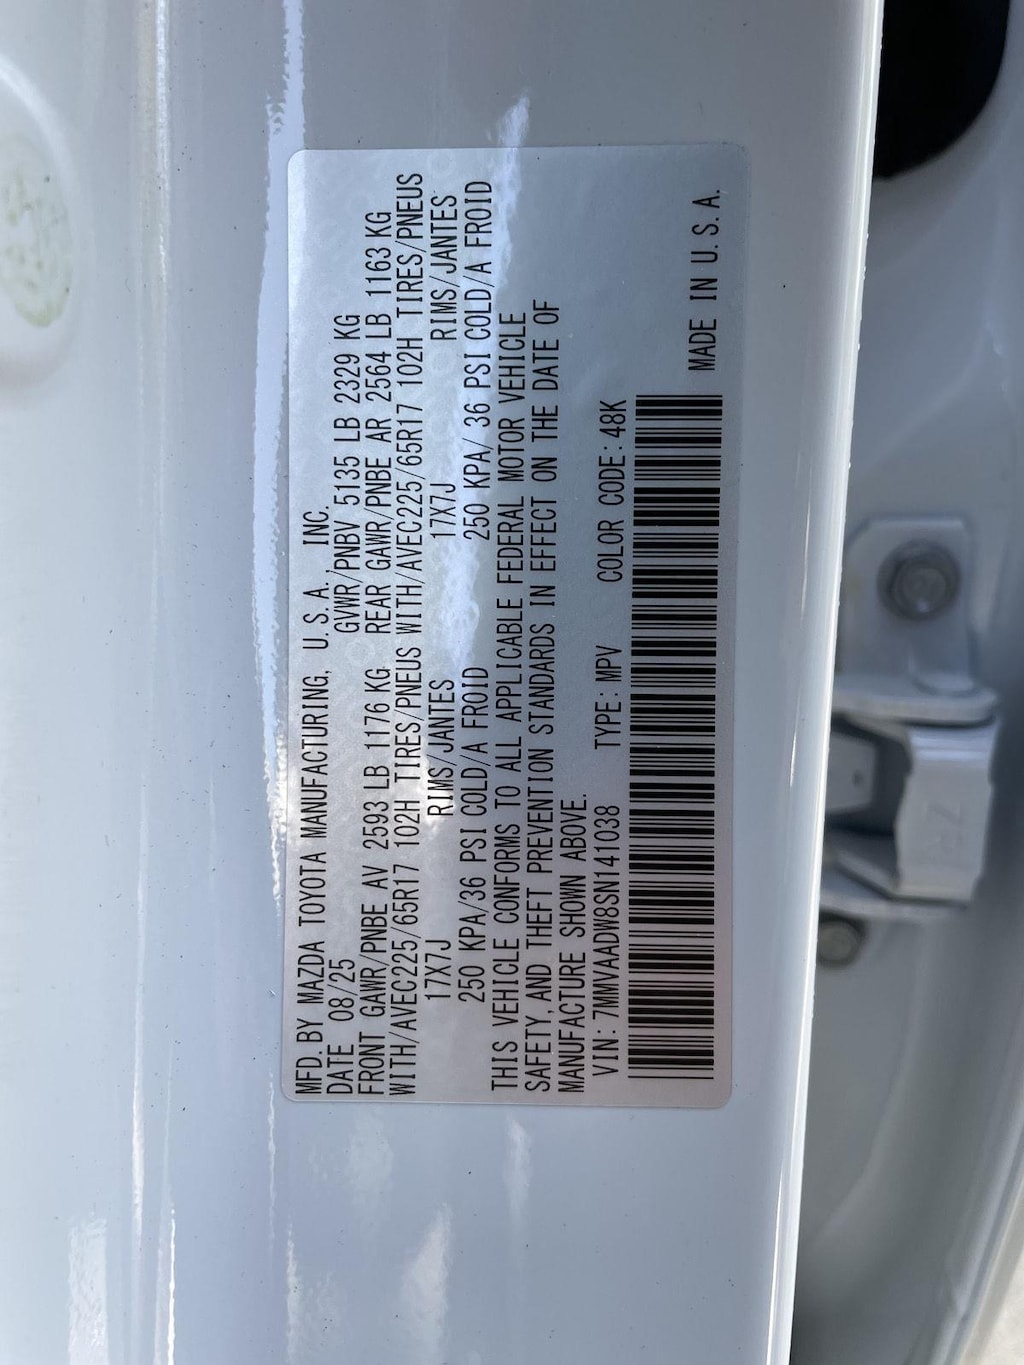 MFD. BY MAZDA TOYOTA MANUFACTURING, U.S.A. INC.
DATE 08/25 GVWR/PNBV 5135 LB 2329 KG
FRONT GAWR/PNBE AV 2593 LB 1176 KG REAR GAWR/PNBE AR 2564 LB 1163 KG
WITH/AVEC225/65R17 102H TIRES/PNEUS WITH/AVEC225/65R17 102H TIRES/PNEUS
17X7J RIMS/JANTES 17X7J RIMS/JANTES
250 KPA/36 PSI COLD/A FROID 250 KPA/ 36 PSI COLD/A FROID
THIS VEHICLE CONFORMS TO ALL APPLICABLE FEDERAL MOTOR VEHICLE
SAFETY, AND THEFT PREVENTION STANDARDS IN EFFECT ON THE DATE OF
MANUFACTURE SHOWN ABOVE.
VIN: 7MMVAADW8SN141038 TYPE: MPV COLOR CODE: 48K
MADE IN U.S.A.